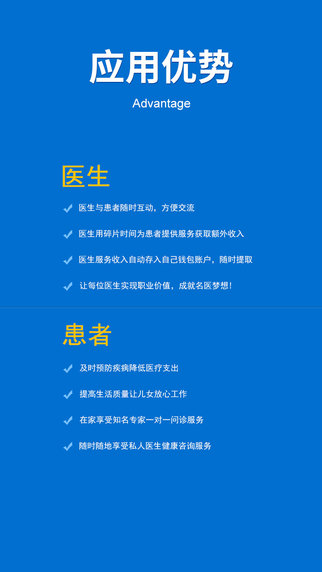 应用优势
Advantage
医生
医生与患者随时互动，方便交流
医生用碎片时间为患者提供服务获取额外收入
医生服务收入自动存入自己钱包账户，随时提取
让每位医生实现职业价值，成就名医梦想！
患者
及时预防疾病降低医疗支出
提高生活质量让儿女放心工作
在家享受知名专家一对一问诊服务
随时随地享受私人医生健康咨询服务